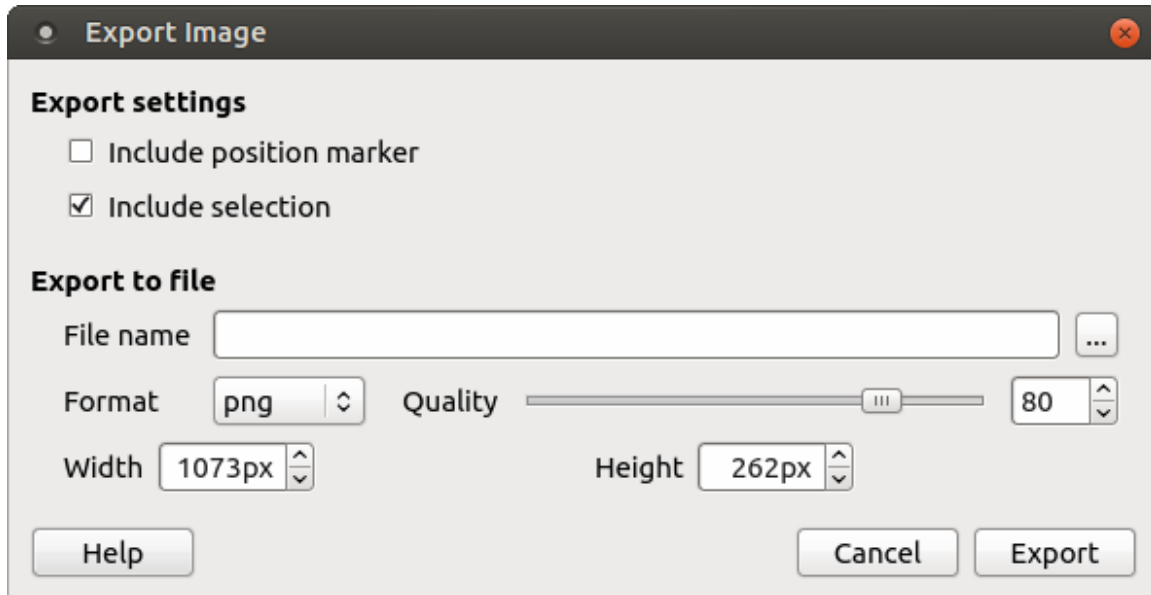 Export Image
Export settings
Include position marker
Include selection
Export to file
File name ...
Format png Quality 80
Width 1073px Height 262px
Help Cancel Export